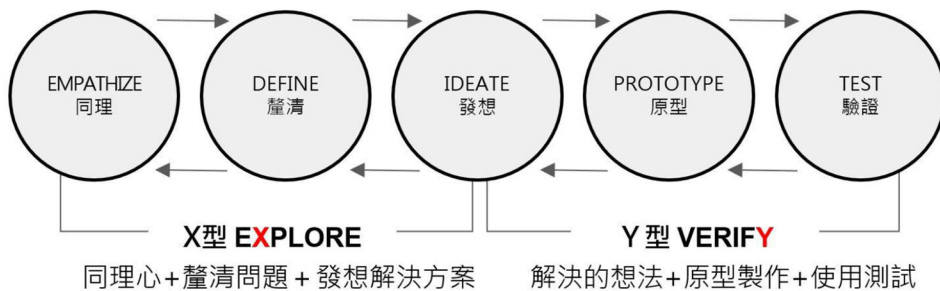 EMPATHIZE
同理
DEFINE
釐清
IDEATE
發想
PROTOTYPE
原型
TEST
驗證
X型 EXPLORE
同理心+釐清問題+發想解決方案
Y型 VERIFY
解決的想法+原型製作+使用測試